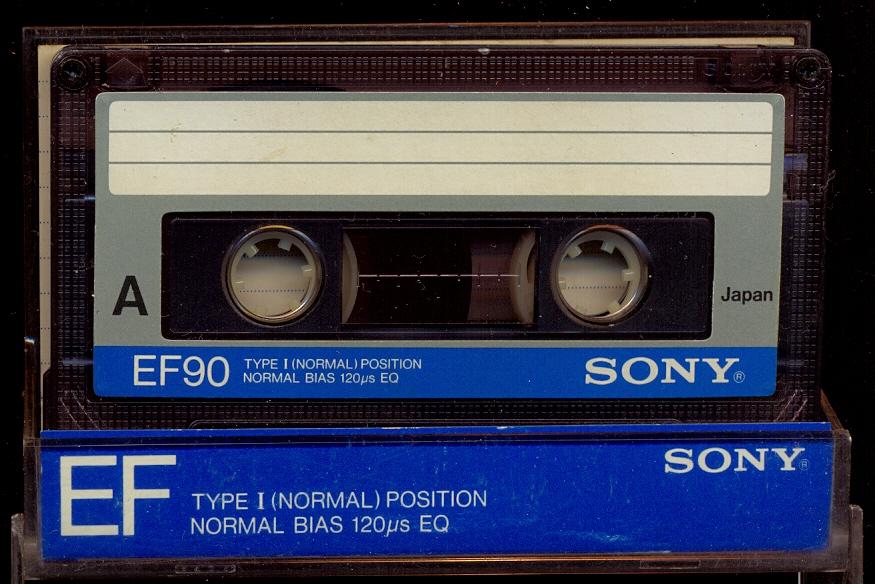 A
Japan
EF90 TYPE I (NORMAL) POSITION
NORMAL BIAS 120µs EQ
SONY®
EF
TYPE I (NORMAL) POSITION
NORMAL BIAS 120µs EQ
SONY®